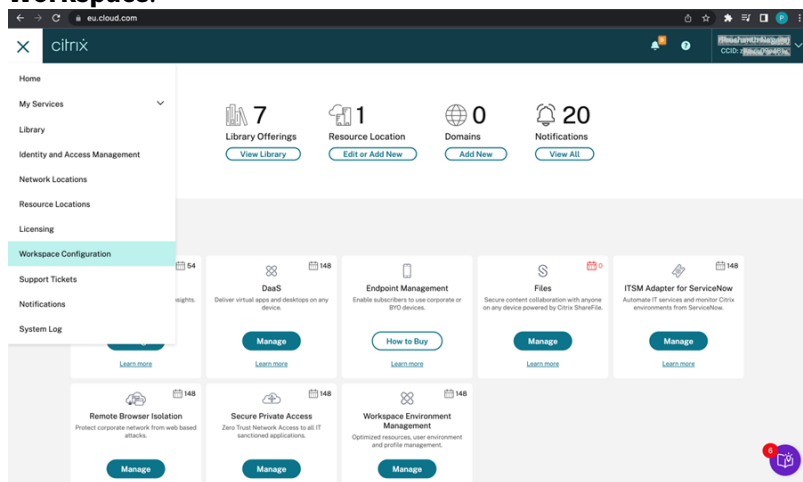 Workspace.
eu.cloud.com
citrix
3
CCID:
Home
My Services
Library
Identity and Access Management
Network Locations
Resource Locations
Licensing
Workspace Configuration
Support Tickets
Notifications
System Log
7
Library Offerings
View Library
1
Resource Location
Edit or Add New
0
Domains
Add New
20
Notifications
View All
54
Learn more
148
DaaS
Deliver virtual apps and desktops on any
device.
Manage
Learn more
Endpoint Management
Enable subscribers to use corporate or
BYO devices.
How to Buy
Learn more
0
Files
Secure content collaboration with anyone
on any device powered by Citrix ShareFile.
Manage
Learn more
148
ITSM Adapter for ServiceNow
Automate IT services and monitor Citrix
environments from ServiceNow.
Manage
Learn more
148
Remote Browser Isolation
Protect corporate network from web based
attacks.
Manage
148
Secure Private Access
Zero Trust Network Access to all IT
sanctioned applications.
Manage
148
Workspace Environment
Management
Optimized resources, user environment
and profile management.
Manage
6